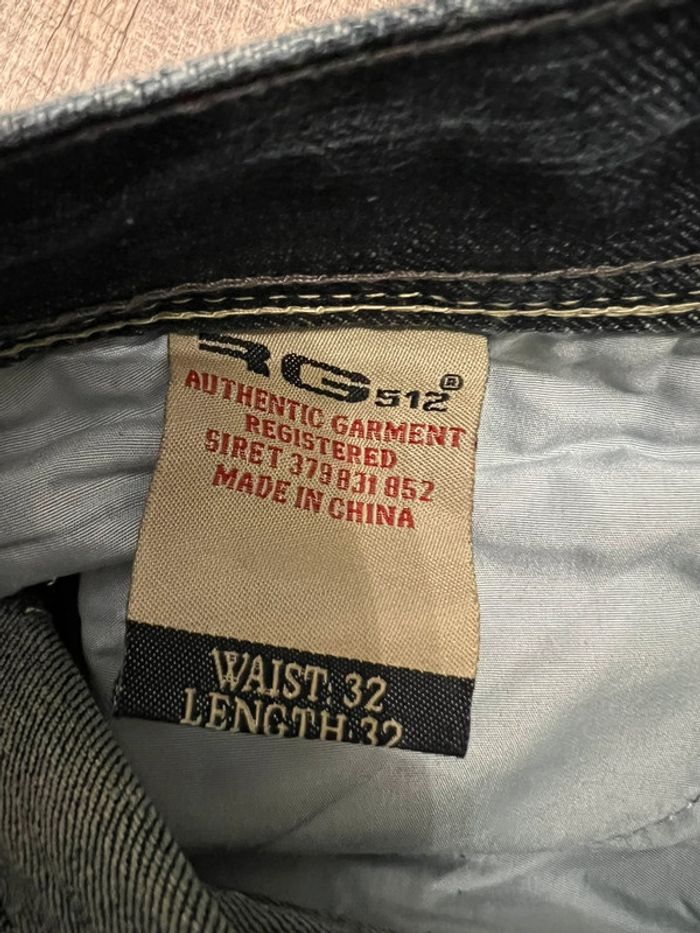 RG512®
AUTHENTIC GARMENT
REGISTERED
SIRET 379 831 852
MADE IN CHINA
WAIST: 32
LENGTH: 32